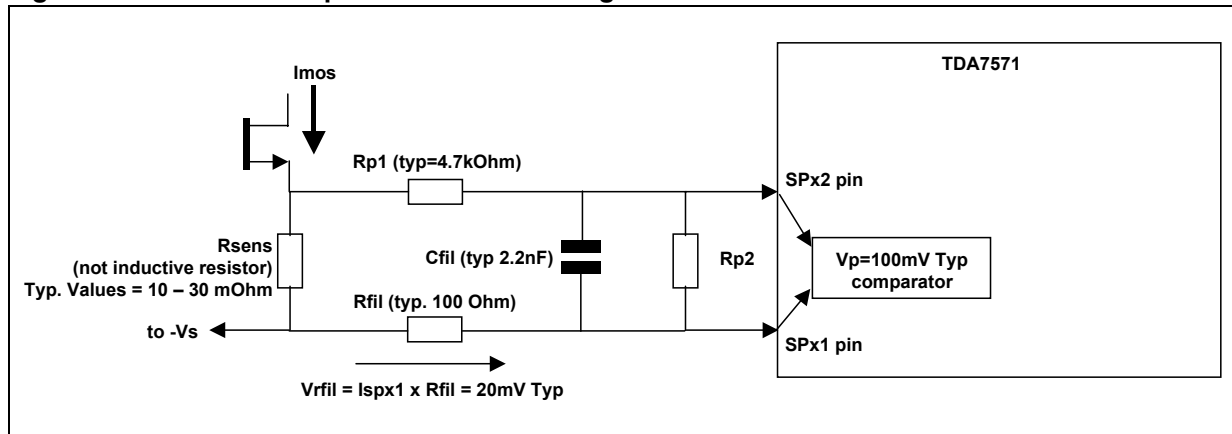 TDA7571
Imos
Rp1 (typ=4.7kOhm)
SPx2 pin
Rsens
(not inductive resistor)
Typ. Values = 10 – 30 mOhm
Cfil (typ 2.2nF)
Rp2
Vp=100mV Typ
comparator
Rfil (typ. 100 Ohm)
to -Vs
SPx1 pin
Vrfil = Ispx1 x Rfil = 20mV Typ